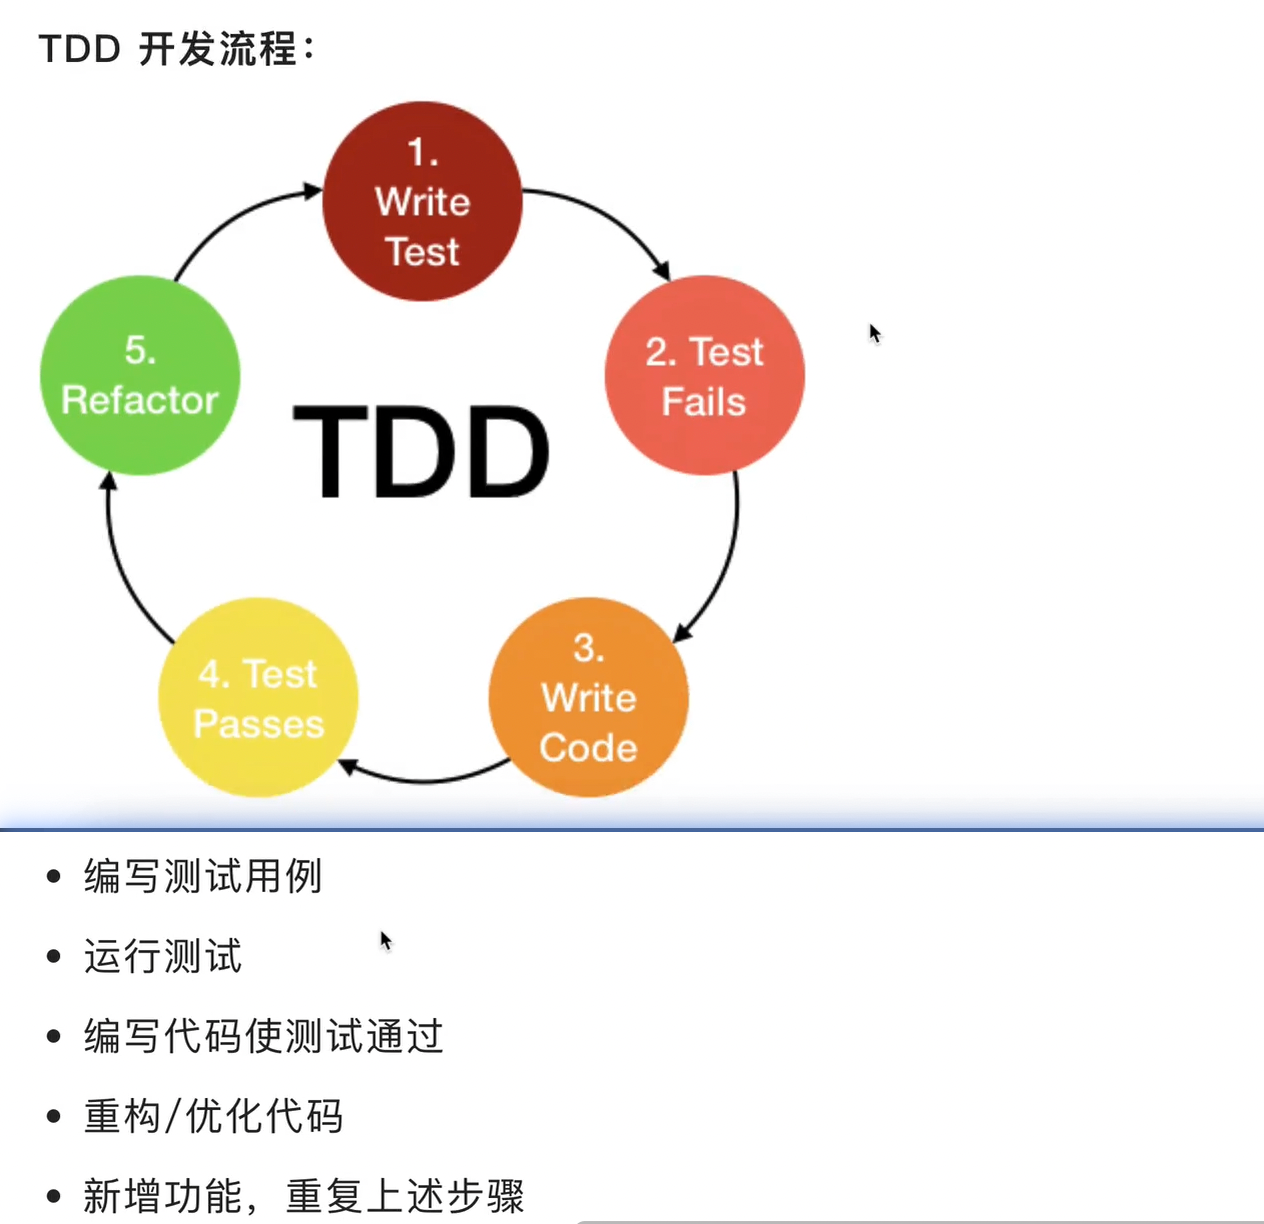 TDD 开发流程：
1.
Write
Test
2. Test
Fails
3.
Write
Code
4. Test
Passes
5.
Refactor
TDD
编写测试用例
运行测试
编写代码使测试通过
重构/优化代码
新增功能，重复上述步骤